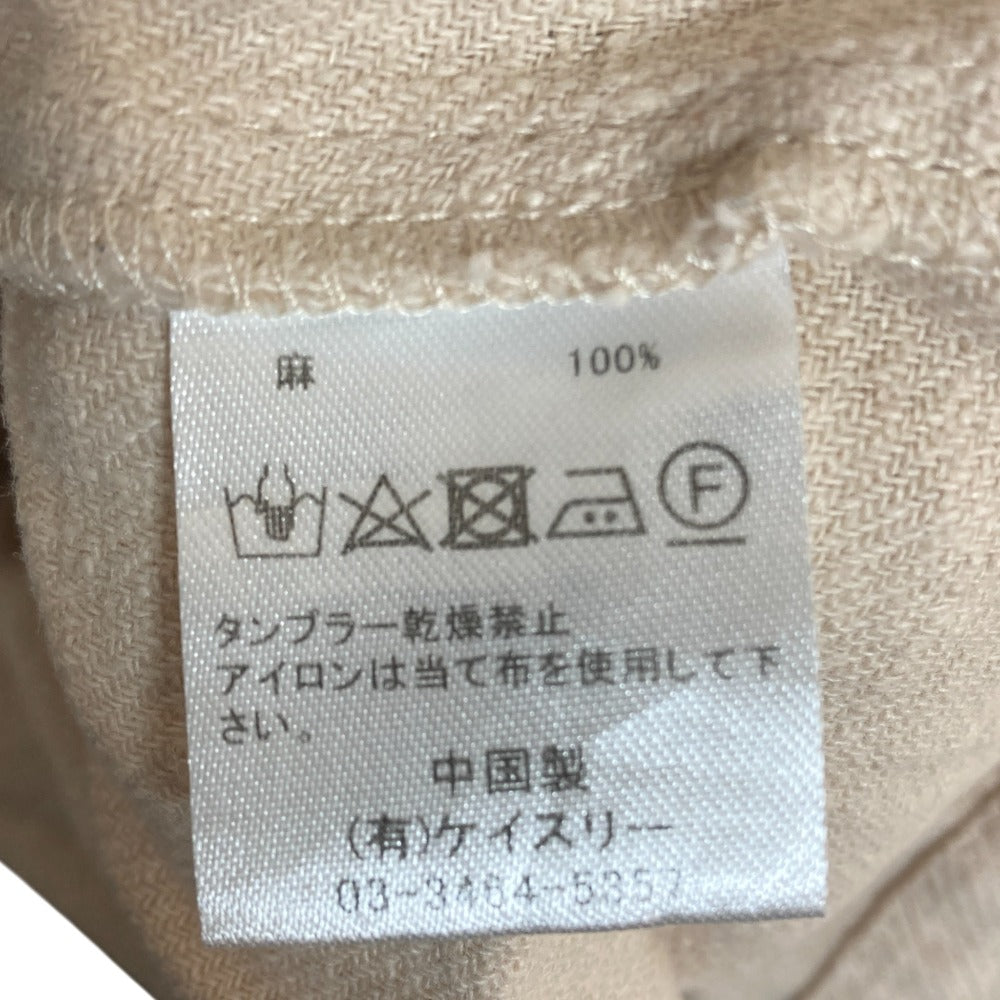 麻 100%
F
タンブラー乾燥禁止
アイロンは当て布を使用して下
さい。
中国製
(有)ケイスリー
03-3464-5357